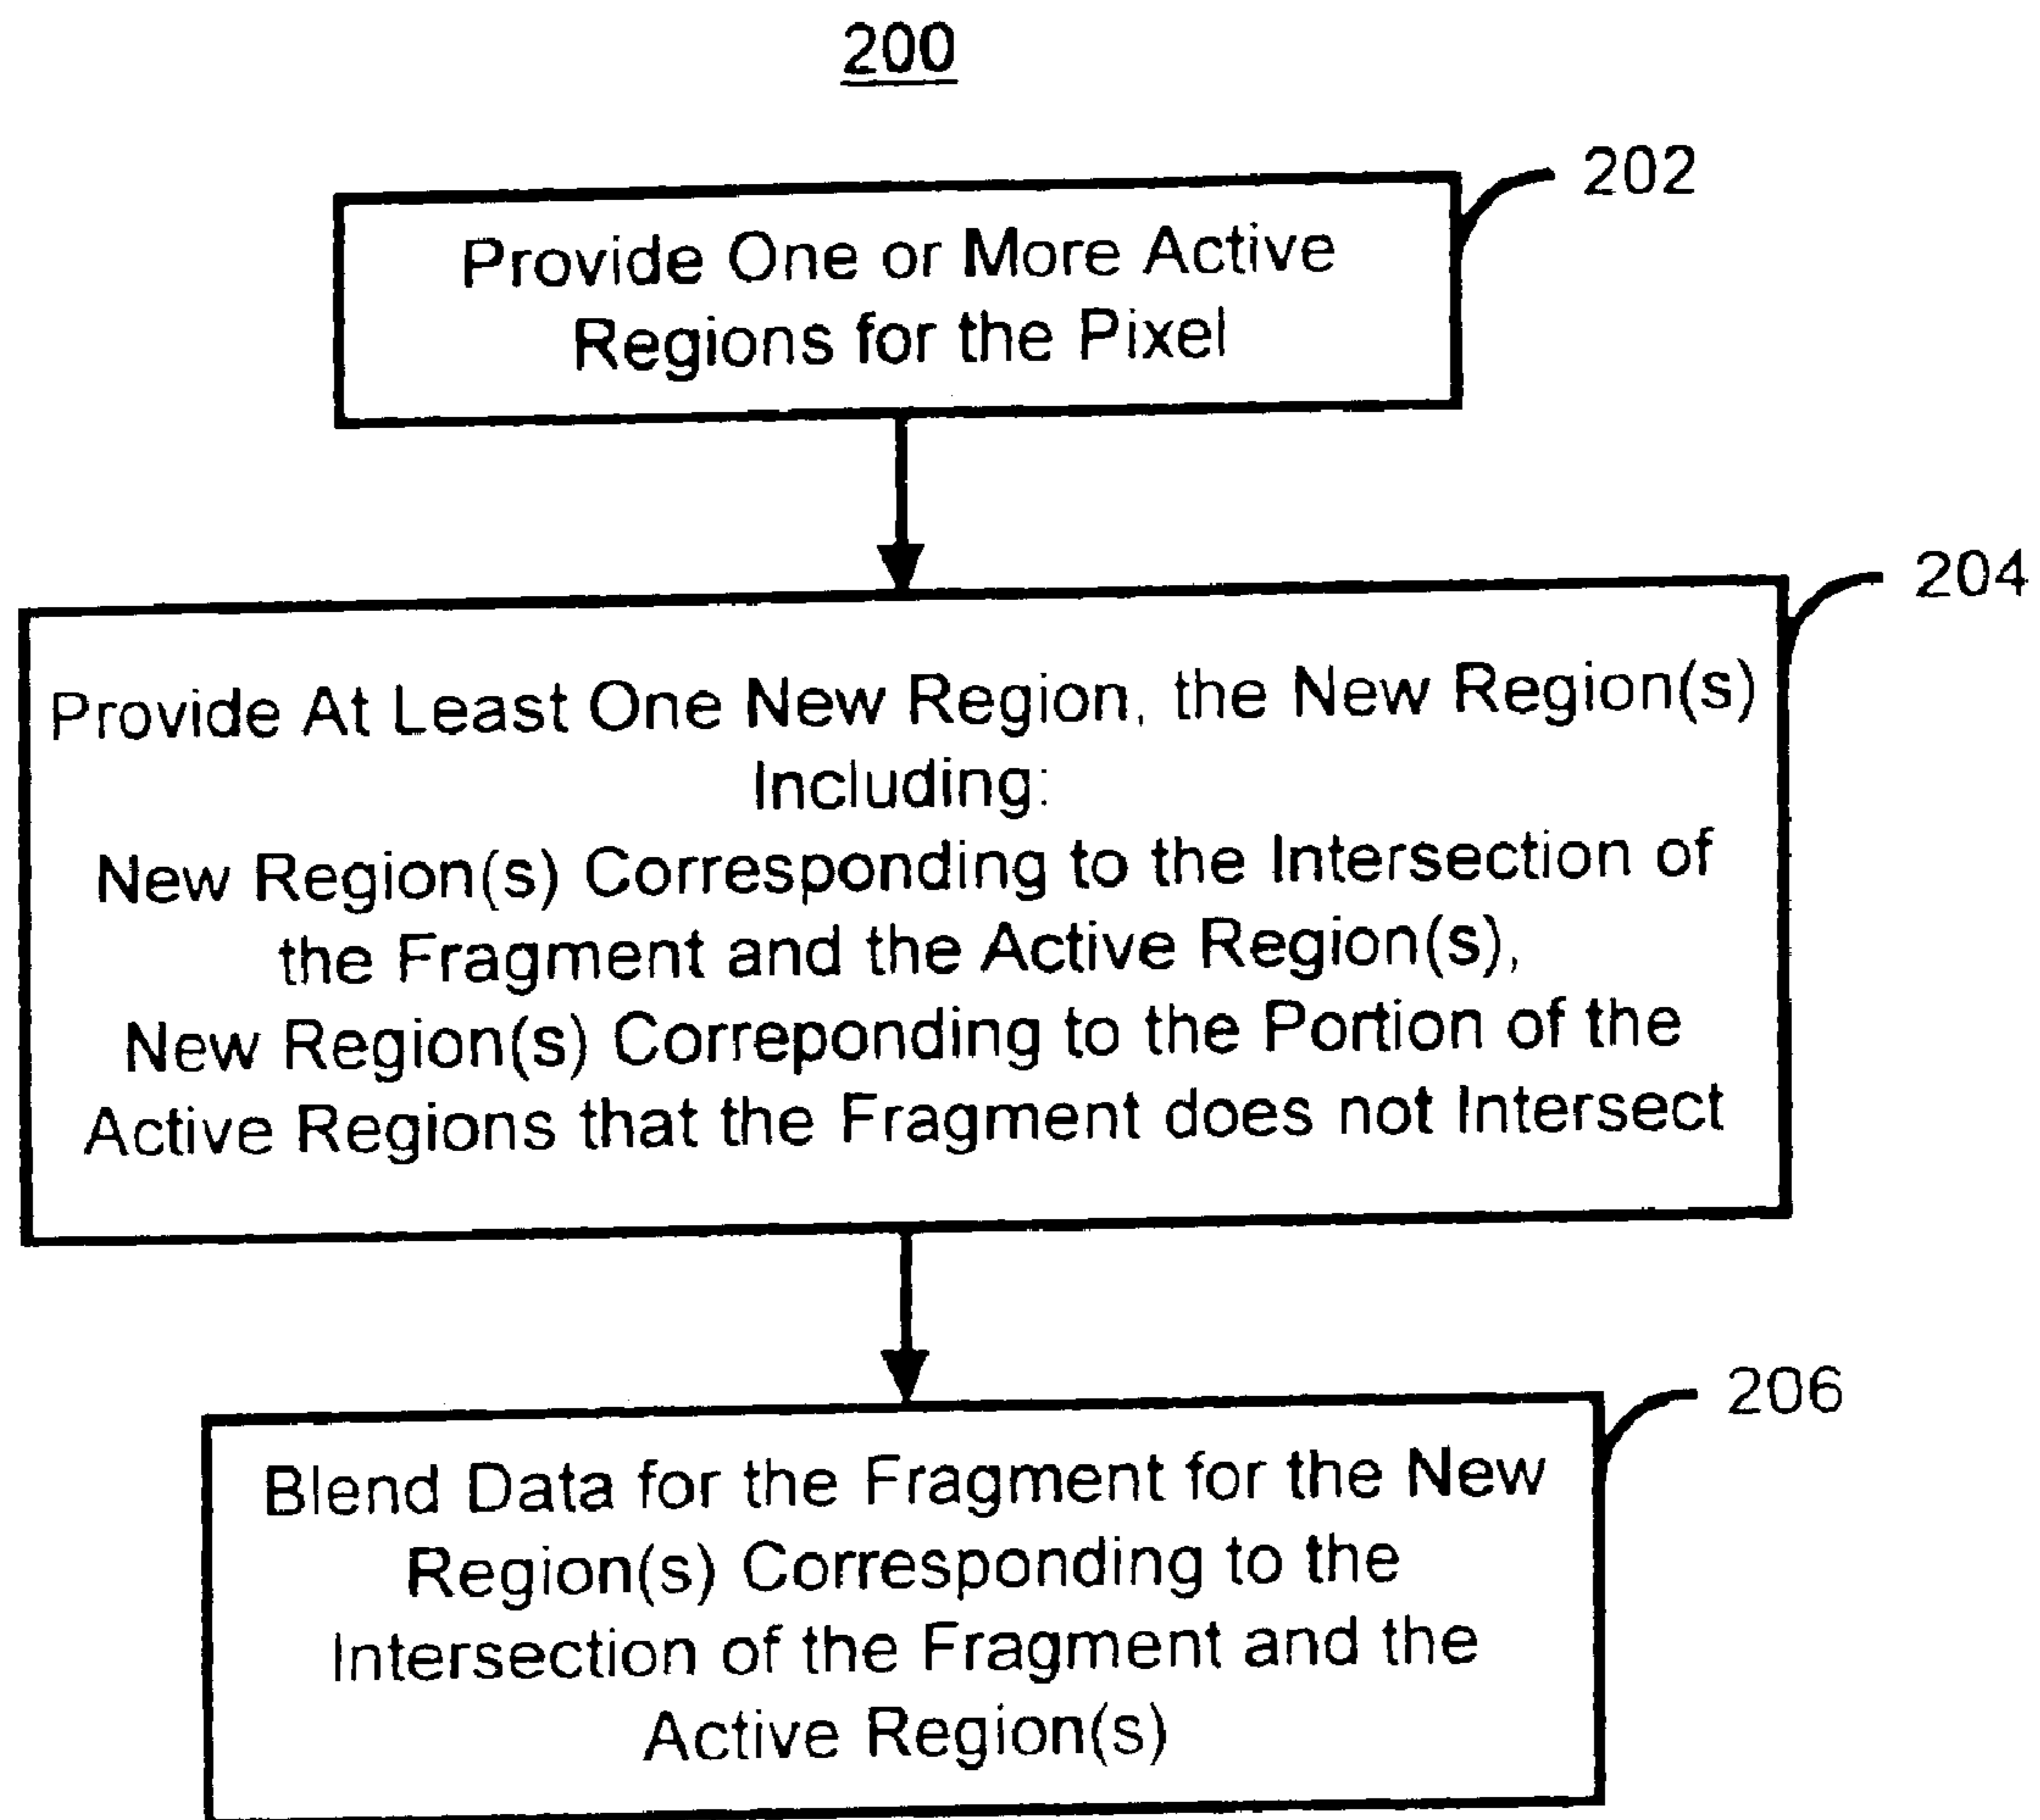 200
202
Provide One or More Active
Regions for the Pixel
204
Provide At Least One New Region, the New Region(s)
Including:
New Region(s) Corresponding to the Intersection of
the Fragment and the Active Region(s),
New Region(s) Correponding to the Portion of the
Active Regions that the Fragment does not Intersect
206
Blend Data for the Fragment for the New
Region(s) Corresponding to the
Intersection of the Fragment and the
Active Region(s)